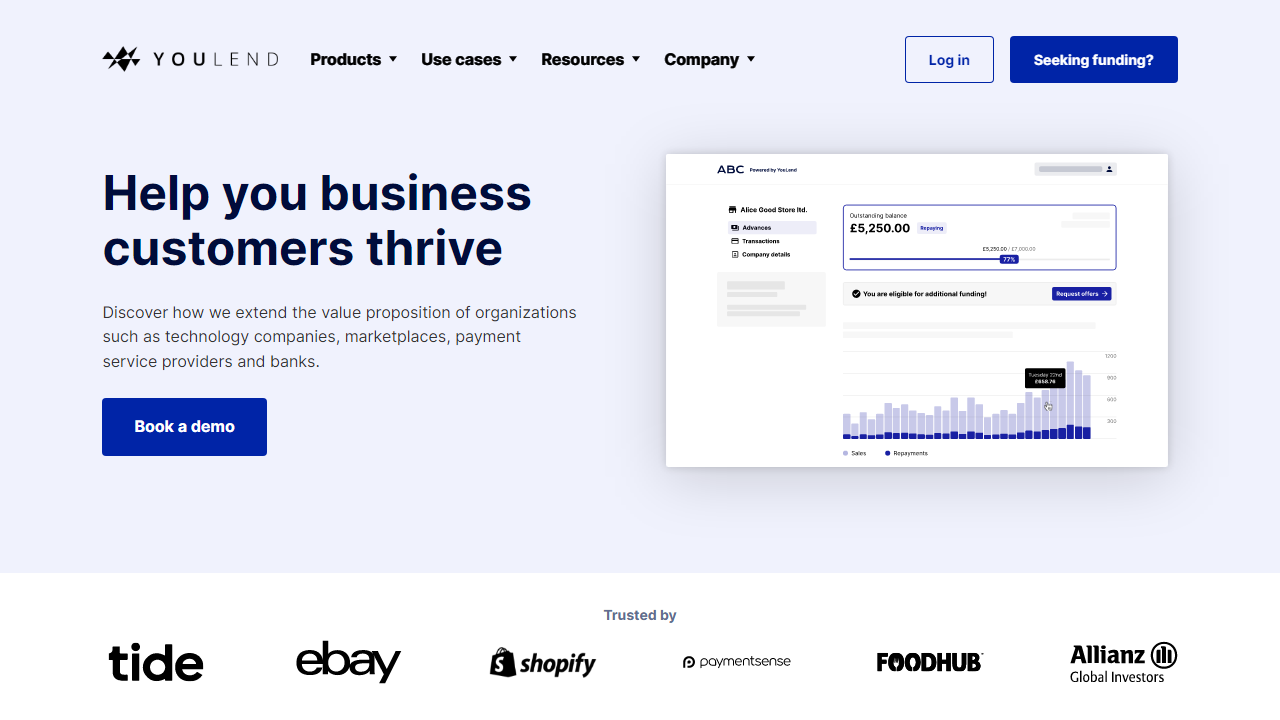 YOULEND
Products
Use cases
Resources
Company
Log in
Seeking funding?
Help you business
customers thrive
Discover how we extend the value proposition of organizations
such as technology companies, marketplaces, payment
service providers and banks.
Book a demo
ABC Powered by YouLend
Alice Good Store ltd.
Advances
Transactions
Company details
Outstanding balance
£5,250.00 Repaying
£5,250.00 / £7,000.00
77%
You are eligible for additional funding!
Request offers
1200
900
600
300
Tuesday 22nd
£658.76
Sales
Repayments
Trusted by
tide
ebay
shopify
paymentsense
FOODHUB
Allianz
Global Investors